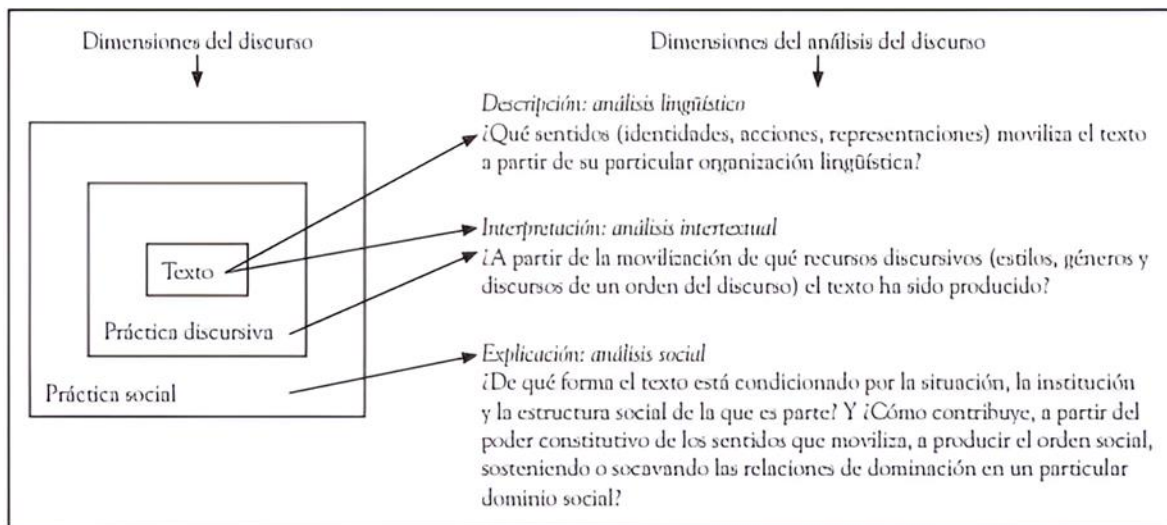 Dimensiones del discurso
Dimensiones del análisis del discurso
Texto
Práctica discursiva
Práctica social
Descripción: análisis lingüístico
¿Qué sentidos (identidades, acciones, representaciones) moviliza el texto
a partir de su particular organización lingüística?
Interpretación: análisis intertextual
¿A partir de la movilización de qué recursos discursivos (estilos, géneros y
discursos de un orden del discurso) el texto ha sido producido?
Explicación: análisis social
¿De qué forma el texto está condicionado por la situación, la institución
y la estructura social de la que es parte? Y ¿Cómo contribuye, a partir del
poder constitutivo de los sentidos que moviliza, a producir el orden social,
sosteniendo o socavando las relaciones de dominación en un particular
dominio social?